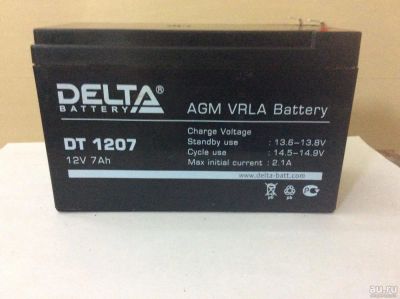 DELTA
BATTERY
DT 1207
12V 7Ah
AGM VRLA Battery
Charge Voltage
Standby use : 13.6-13.8V
Cycle use : 14.5-14.9V
Max initial current : 2.1A
www.delta-batt.com
Pb
au.ru